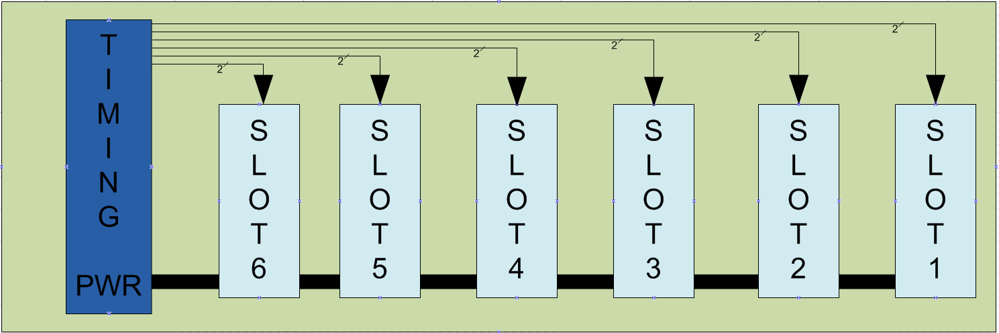 TIMING
PWR
2
2
2
2
2
2
SLOT6
SLOT5
SLOT4
SLOT3
SLOT2
SLOT1